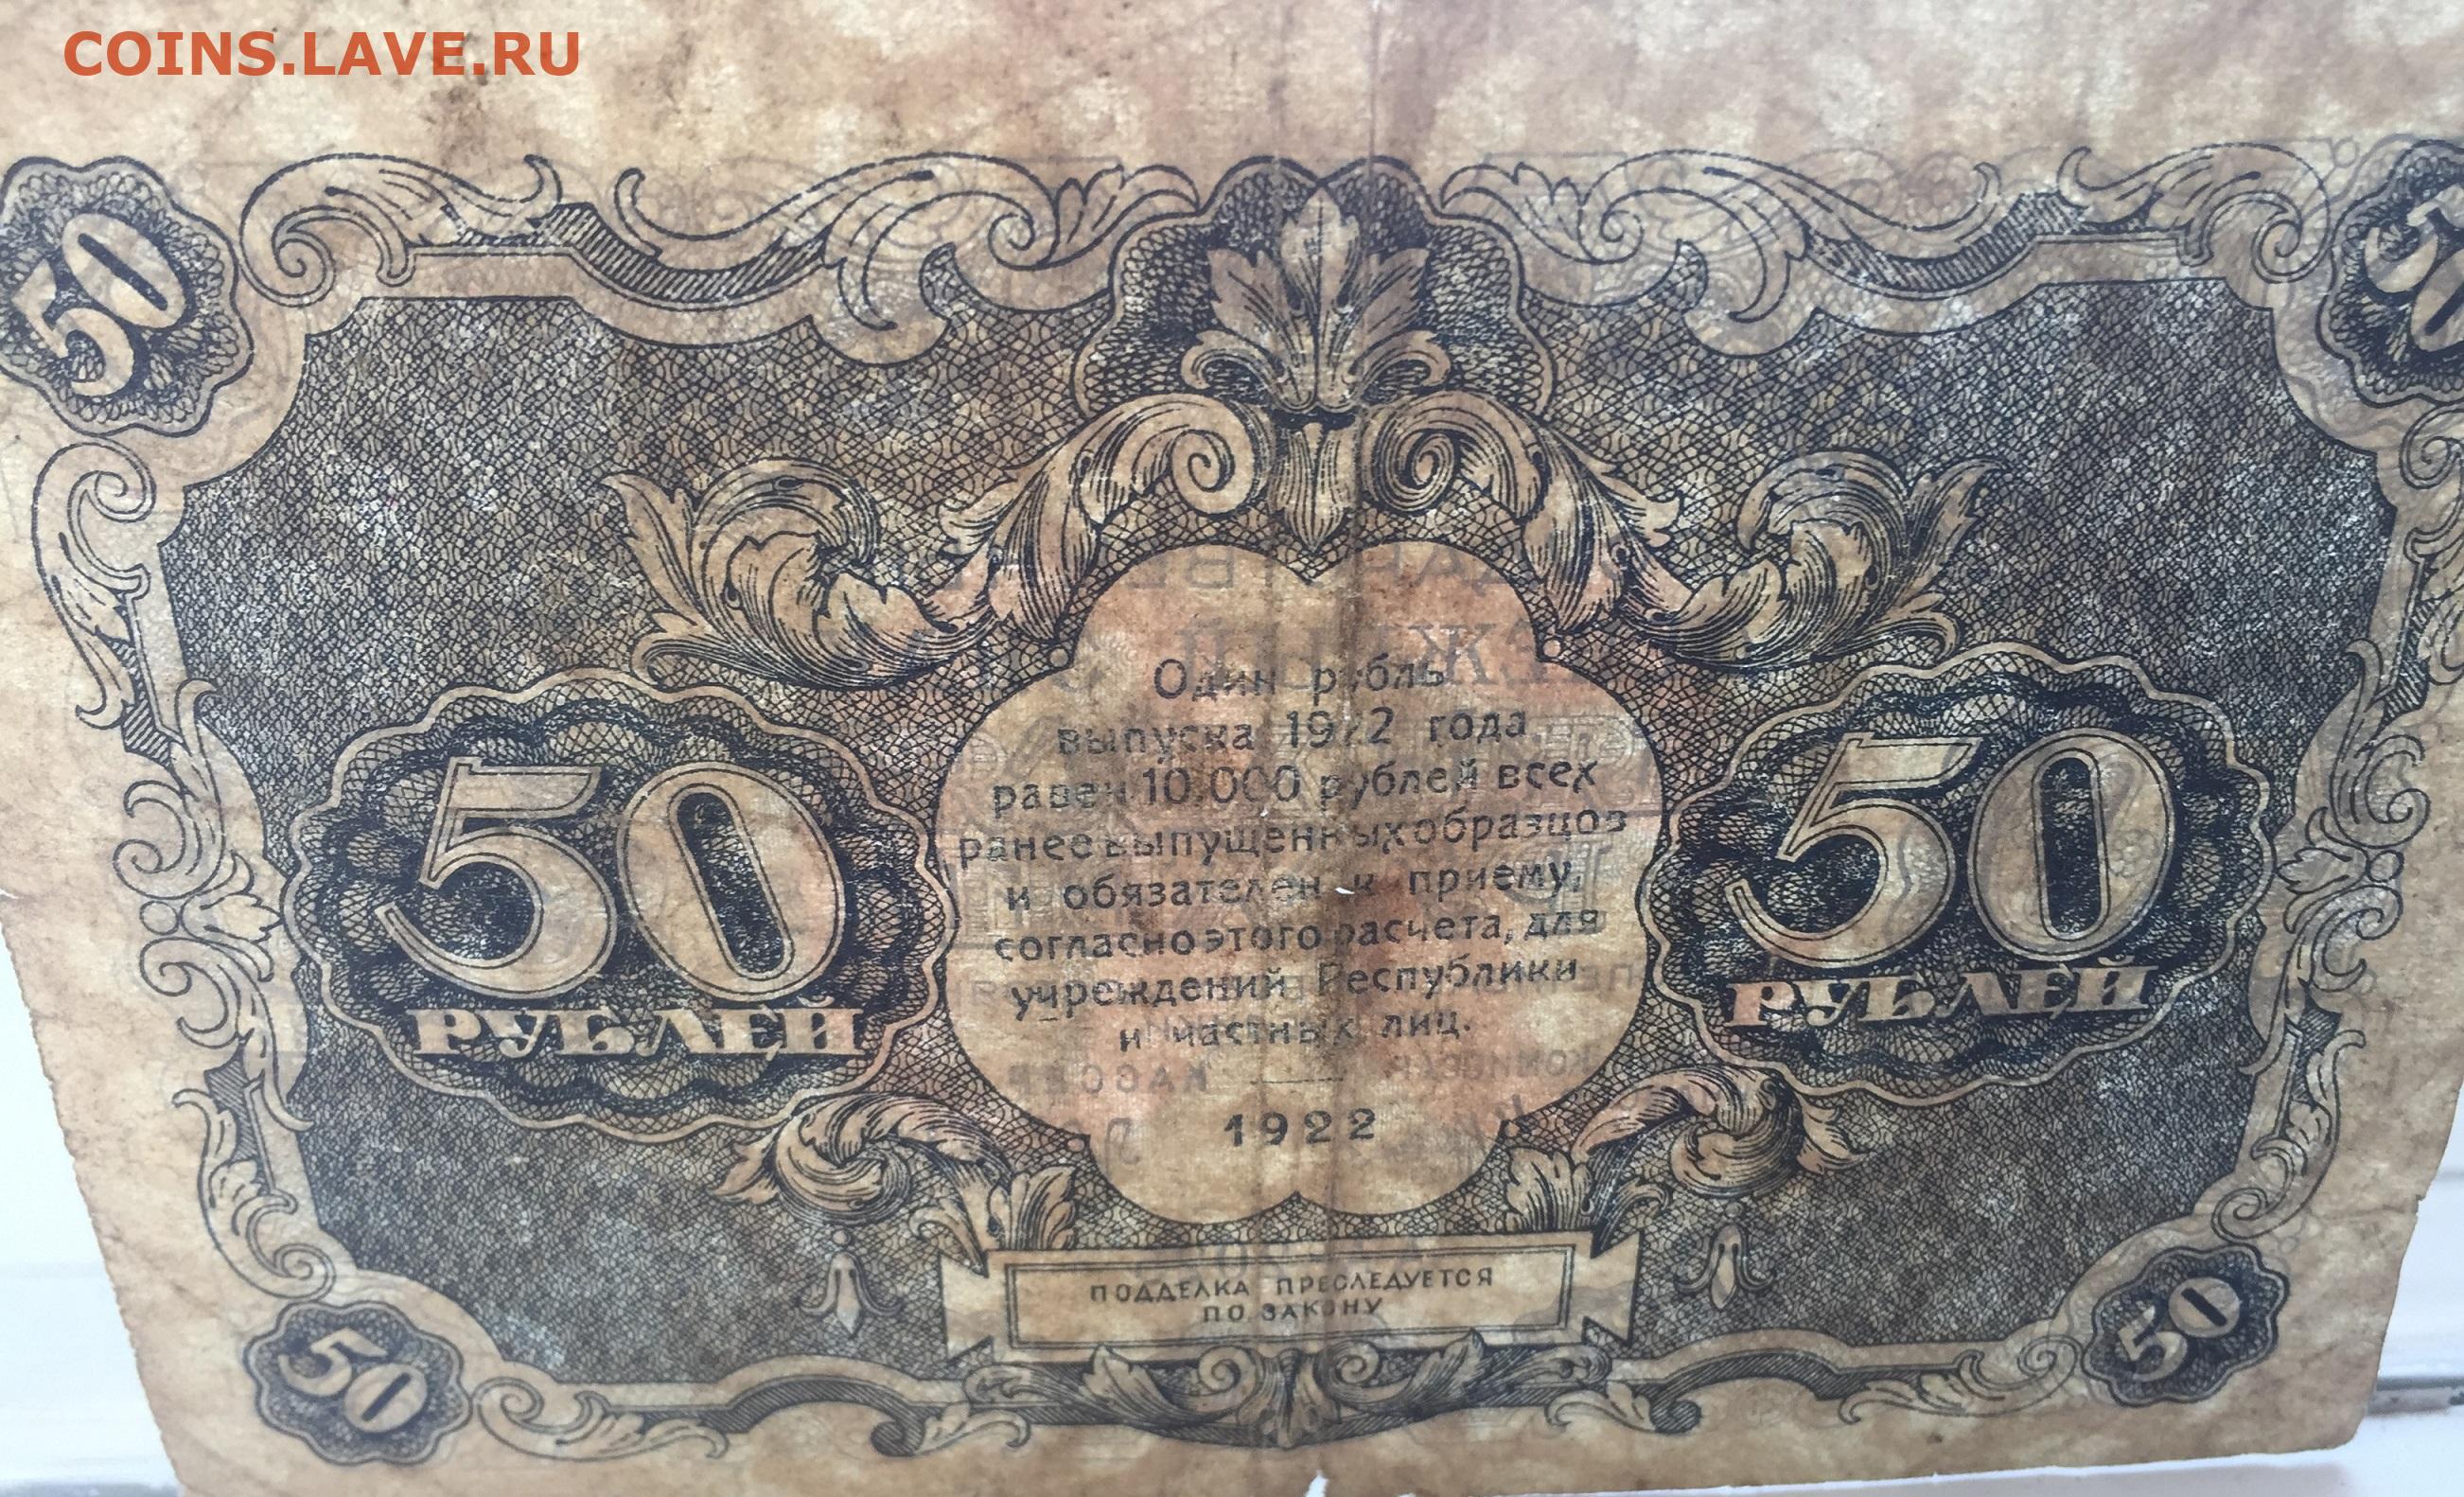 COINS.LAVE.RU
50
50
Один рубль
выпуска 1922 года
равен 10.000 рублей всех
ранее выпущенных образцов
и обязателен к приему,
согласно этого расчета, для
учреждений Республики
и частных лиц.
1922
50
РУБЛЕЙ
50
РУБЛЕЙ
ПОДДЕЛКА ПРЕСЛЕДУЕТСЯ
ПО ЗАКОНУ
50
50